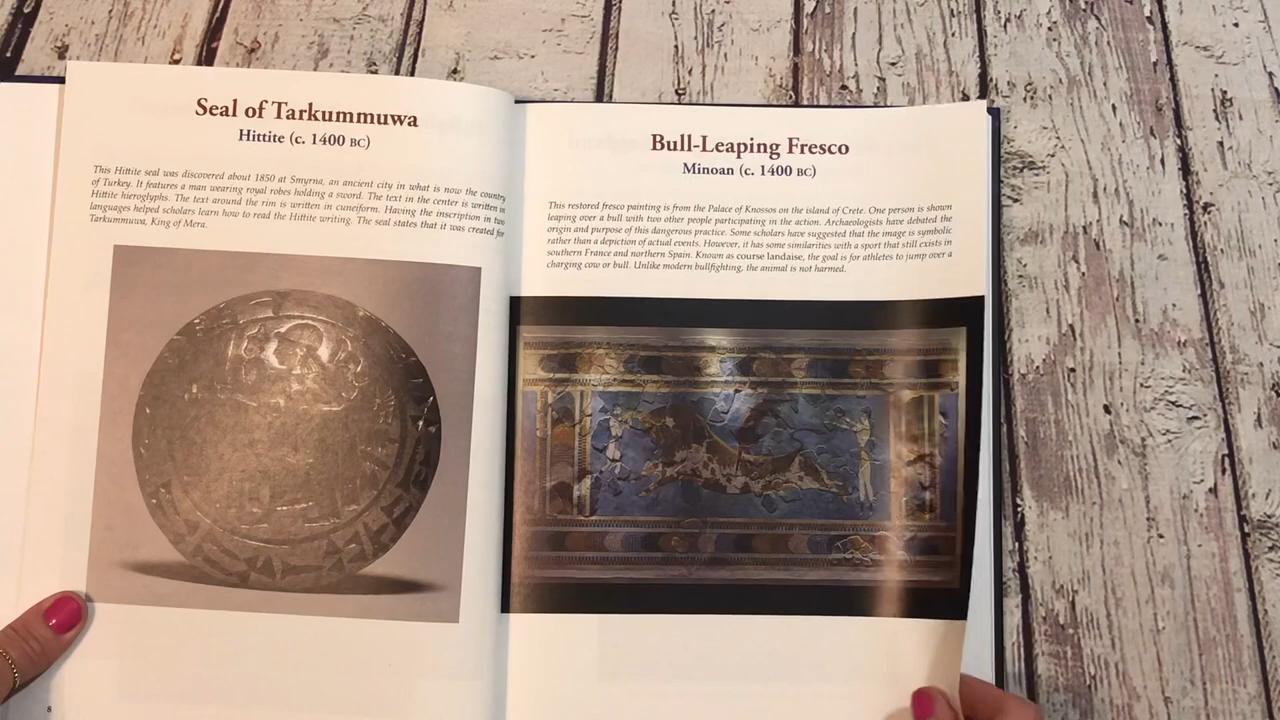 Seal of Tarkummuwa
Hittite (c. 1400 BC)
This Hittite seal was discovered about 1850 at Smyrna, an ancient city in what is now the country
of Turkey. It features a man wearing royal robes holding a sword. The text in the center is written in
Hittite hieroglyphs. The text around the rim is written in cuneiform. Having the inscription in two
languages helped scholars learn how to read the Hittite writing. The seal states that it was created for
Tarkummuwa, King of Mera.
8
Bull-Leaping Fresco
Minoan (c. 1400 BC)
This restored fresco painting is from the Palace of Knossos on the island of Crete. One person is shown
leaping over a bull with two other people participating in the action. Archaeologists have debated the
origin and purpose of this dangerous practice. Some scholars have suggested that the image is symbolic
rather than a depiction of actual events. However, it has some similarities with a sport that still exists in
southern France and northern Spain. Known as course landaise, the goal is for athletes to jump over a
charging cow or bull. Unlike modern bullfighting, the animal is not harmed.